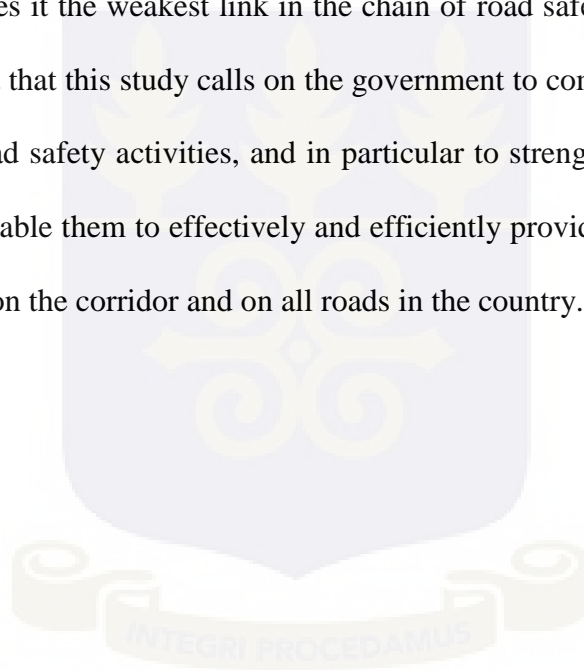 es it the weakest link in the chain of road safe
that this study calls on the government to con
ad safety activities, and in particular to streng
able them to effectively and efficiently provid
on the corridor and on all roads in the country.
INTEGRI PROCEDAMUS